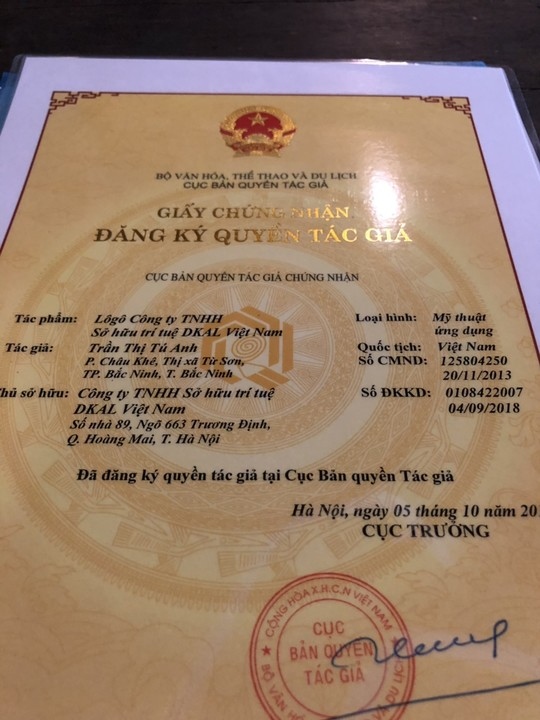 BỘ VĂN HÓA, THỂ THAO VÀ DU LỊCH
CỤC BẢN QUYỀN TÁC GIẢ
GIẤY CHỨNG NHẬN
ĐĂNG KÝ QUYỀN TÁC GIẢ
CỤC BẢN QUYỀN TÁC GIẢ CHỨNG NHẬN
Tác phẩm: Lôgô Công ty TNHH Loại hình: Mỹ thuật
Sở hữu trí tuệ DKAL Việt Nam ứng dụng
Tác giả: Trần Thị Tú Anh Quốc tịch: Việt Nam
P. Châu Khê, Thị xã Từ Sơn, Số CMND: 125804250
TP. Bắc Ninh, T. Bắc Ninh 20/11/2013
hủ sở hữu: Công ty TNHH Sở hữu trí tuệ Số ĐKKD: 0108422007
DKAL Việt Nam 04/09/2018
Số nhà 89, Ngõ 663 Trương Định,
Q. Hoàng Mai, T. Hà Nội
Đã đăng ký quyền tác giả tại Cục Bản quyền Tác giả
Hà Nội, ngày 05 tháng 10 năm 20
CỤC TRƯỞNG
CỘNG HÒA X.H.C.N VIỆT NAM
CỤC
BẢN QUYỀN
TÁC GIẢ
BỘ VĂN HÓA VÀ DU LỊCH